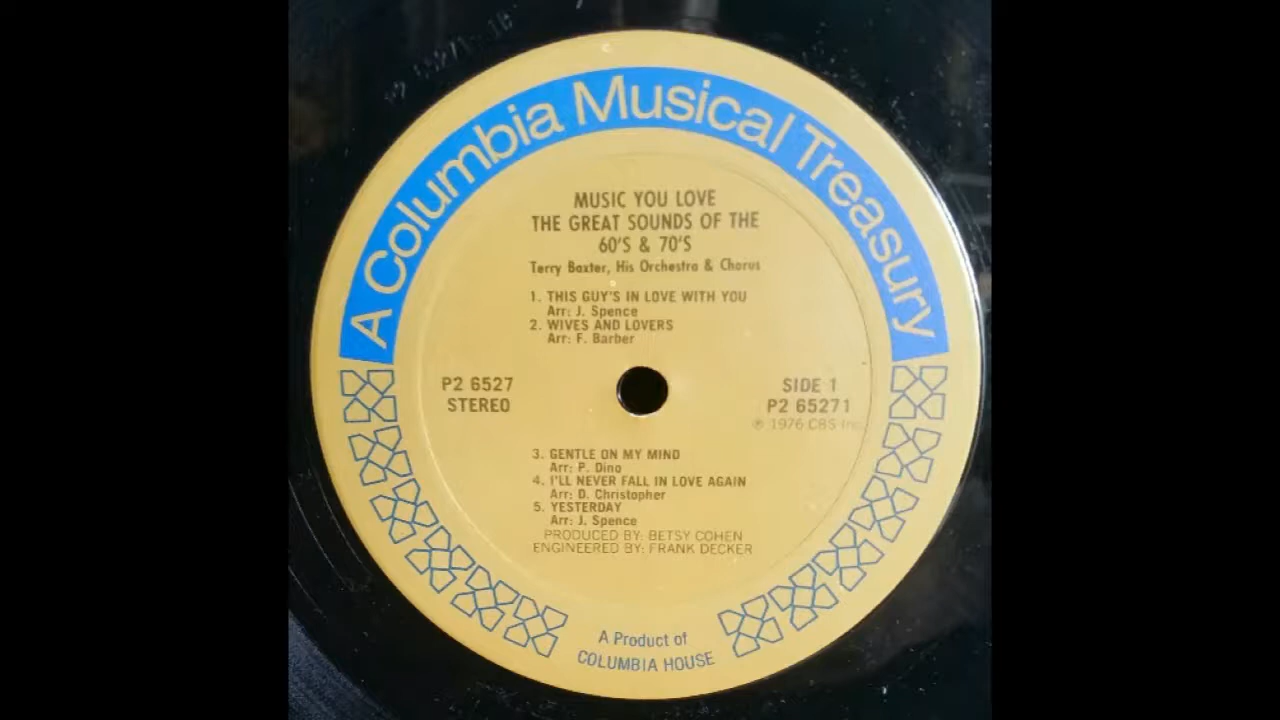 A Columbia Musical Treasury
MUSIC YOU LOVE
THE GREAT SOUNDS OF THE
60'S & 70'S
Terry Baxter, His Orchestra & Chorus
1. THIS GUY'S IN LOVE WITH YOU
Arr: J. Spence
2. WIVES AND LOVERS
Arr: F. Barber
P2 6527
STEREO
SIDE 1
P2 65271
℗ 1976 CBS Inc.
3. GENTLE ON MY MIND
Arr: P. Dino
4. I'LL NEVER FALL IN LOVE AGAIN
Arr: D. Christopher
5. YESTERDAY
Arr: J. Spence
PRODUCED BY: BETSY COHEN
ENGINEERED BY: FRANK DECKER
A Product of
COLUMBIA HOUSE